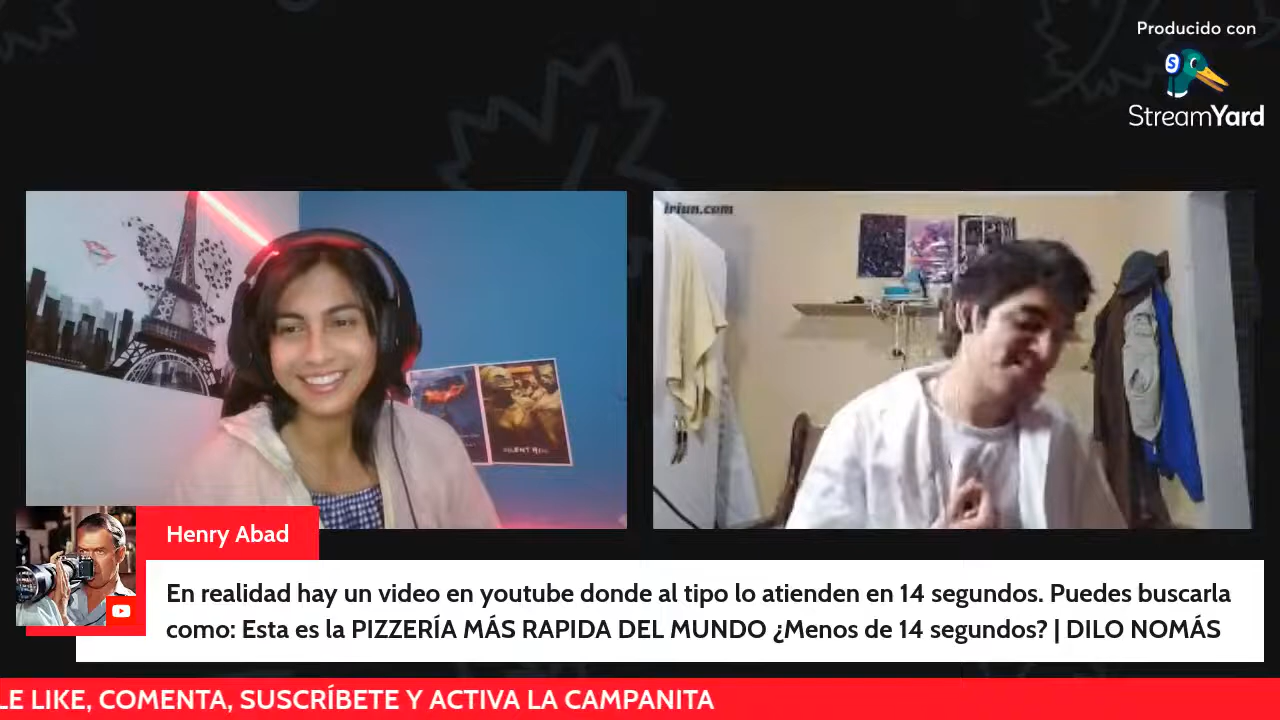 Producido con
StreamYard
iriun.com
SILENT HILL
Henry Abad
En realidad hay un video en youtube donde al tipo lo atienden en 14 segundos. Puedes buscarla
como: Esta es la PIZZERÍA MÁS RAPIDA DEL MUNDO ¿Menos de 14 segundos? | DILO NOMÁS
LE LIKE, COMENTA, SUSCRÍBETE Y ACTIVA LA CAMPANITA